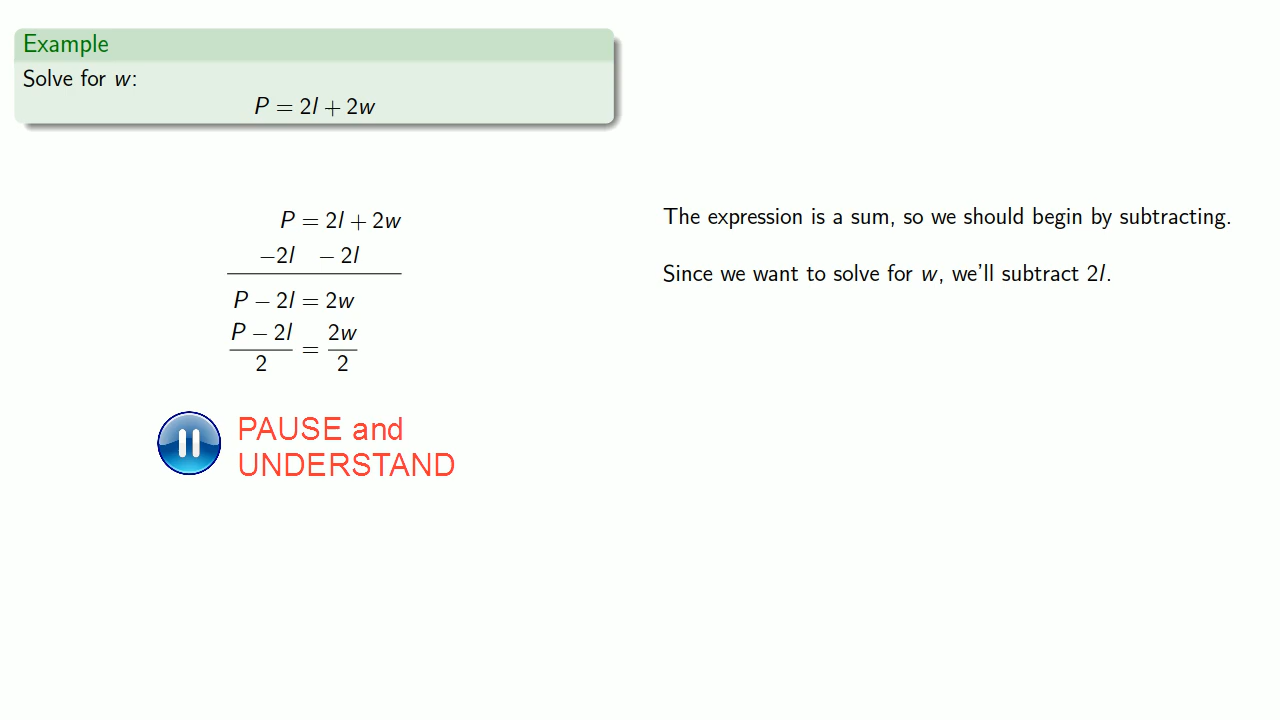 Example
Solve for w:
P = 2l + 2w
P = 2l + 2w
−2l − 2l
P − 2l = 2w
P − 2l / 2 = 2w / 2
PAUSE and
UNDERSTAND
The expression is a sum, so we should begin by subtracting.
Since we want to solve for w, we'll subtract 2l.